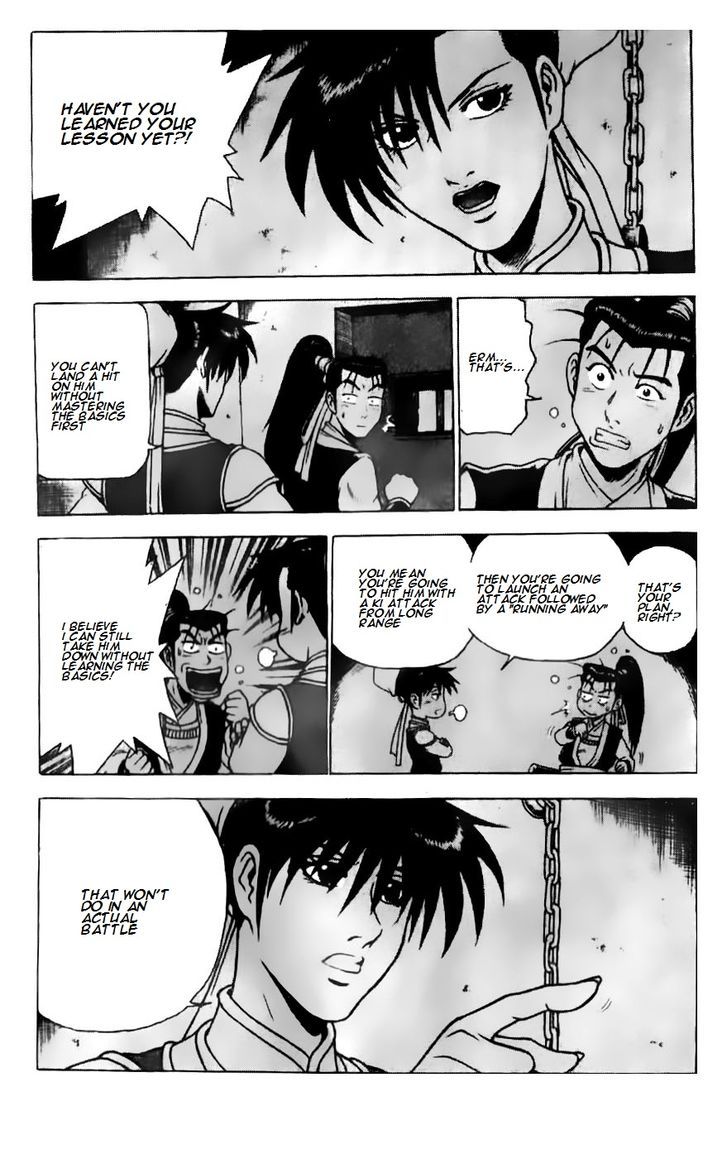 HAVEN'T YOU
LEARNED YOUR
LESSON YET?!
ERM...
THAT'S...
YOU CAN'T
LAND A HIT
ON HIM
WITHOUT
MASTERING
THE BASICS
FIRST
THAT'S
YOUR
PLAN,
RIGHT?
THEN YOU'RE GOING
TO LAUNCH AN
ATTACK FOLLOWED
BY A "RUNNING AWAY"
YOU MEAN
YOU'RE GOING
TO HIT HIM WITH
A KI ATTACK
FROM LONG
RANGE
I BELIEVE
I CAN STILL
TAKE HIM
DOWN WITHOUT
LEARNING THE
BASICS!
THAT WON'T
DO IN AN
ACTUAL
BATTLE